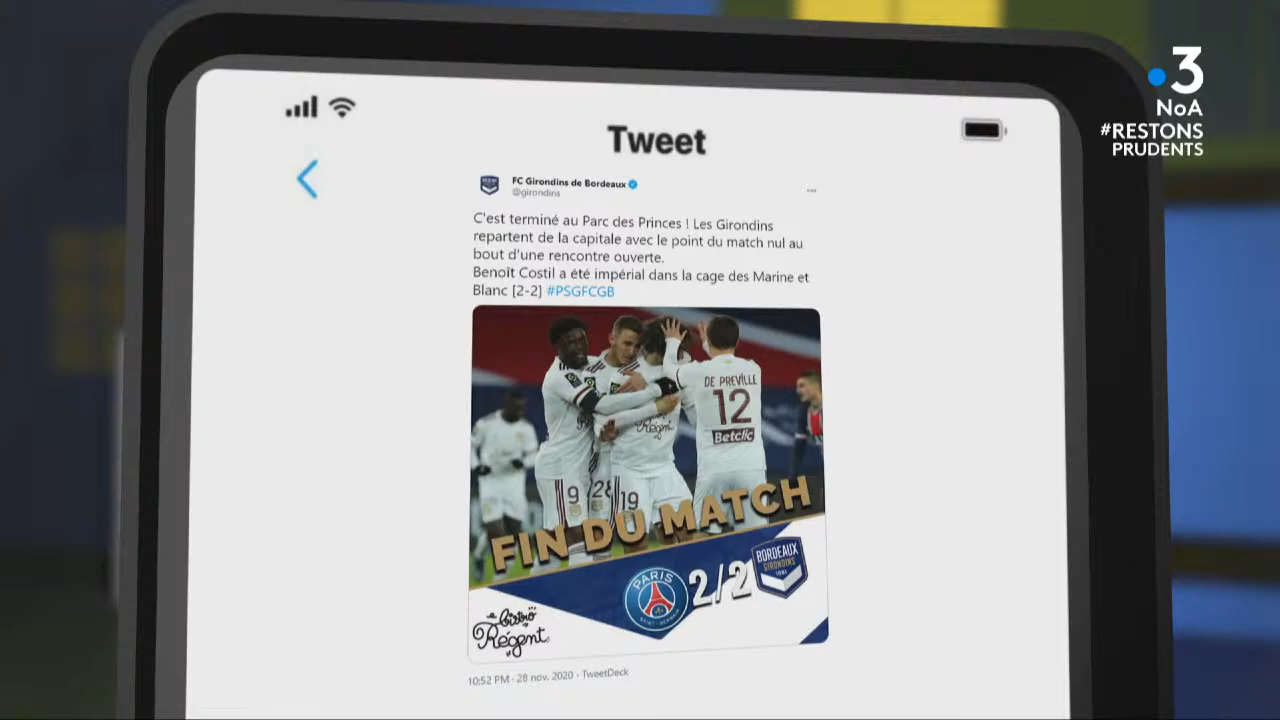 3
NoA
#RESTONS
PRUDENTS
Tweet
FC Girondins de Bordeaux
@girondins
C'est terminé au Parc des Princes ! Les Girondins
repartent de la capitale avec le point du match nul au
bout d'une rencontre ouverte.
Benoît Costil a été impérial dans la cage des Marine et
Blanc [2-2] #PSGFCGB
DE PREVILLE
12
Betclic
Régent
9
28
19
FIN DU MATCH
PARIS
SAINT-GERMAIN
2/2
BORDEAUX
GIRONDINS
Bistro
Régent
10:52 PM · 28 nov. 2020 · TweetDeck